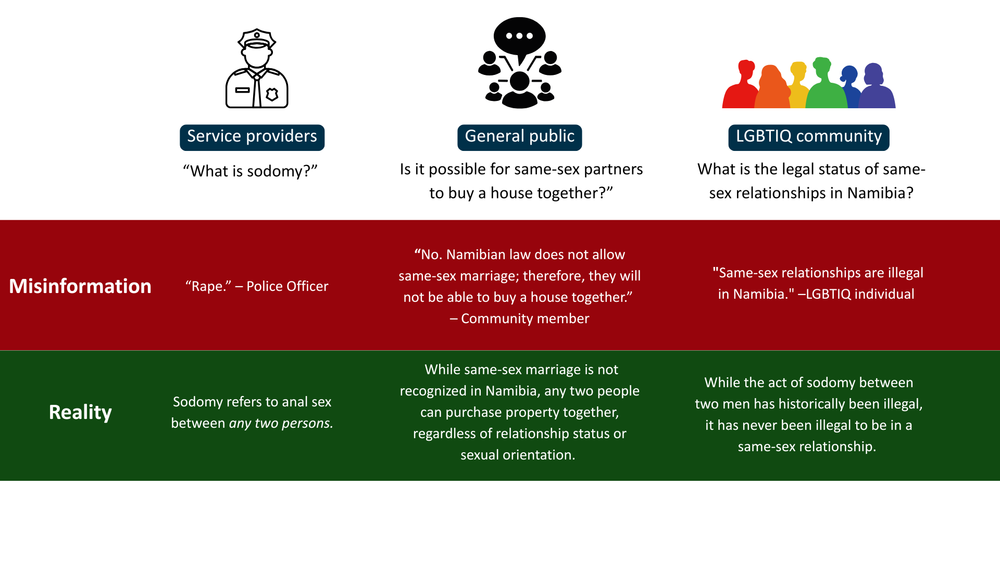 Service providers
General public
LGBTIQ community
“What is sodomy?”
Is it possible for same-sex partners
to buy a house together?”
What is the legal status of same-
sex relationships in Namibia?
Misinformation
“Rape.” – Police Officer
“No. Namibian law does not allow
same-sex marriage; therefore, they will
not be able to buy a house together.”
– Community member
"Same-sex relationships are illegal
in Namibia." –LGBTIQ individual
Reality
Sodomy refers to anal sex
between any two persons.
While same-sex marriage is not
recognized in Namibia, any two people
can purchase property together,
regardless of relationship status or
sexual orientation.
While the act of sodomy between
two men has historically been illegal,
it has never been illegal to be in a
same-sex relationship.